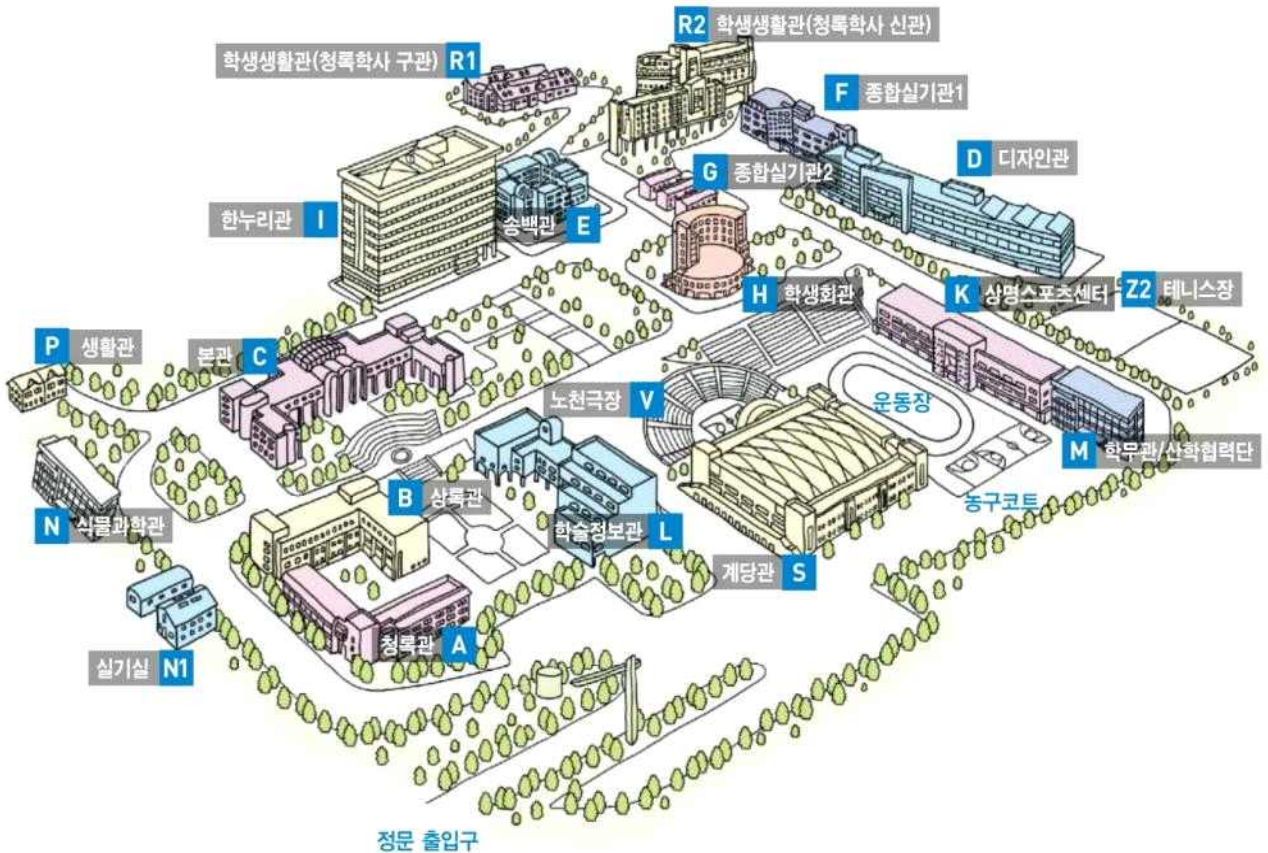 R2 학생생활관(청록학사 신관)
학생생활관(청록학사 구관) R1
F 종합실기관1
D 디자인관
G 종합실기관2
한누리관 I
송백관 E
H 학생회관
K 상명스포츠센터
Z2 테니스장
P 생활관
본관 C
노천극장 V
운동장
M 학무관/산학협력단
B 상록관
농구코트
N 식물과학관
학술정보관 L
계당관 S
청록관 A
실기실 N1
정문 출입구